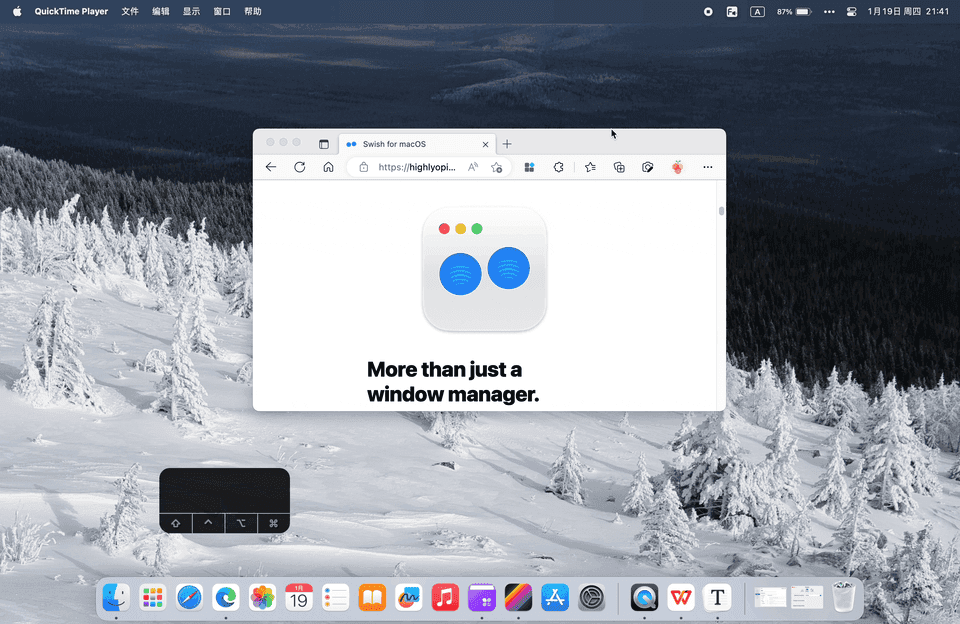 QuickTime Player 文件 编辑 显示 窗口 帮助 A 87% 1月19日 周四 21:41
Swish for macOS
https://highlyopi...
More than just a
window manager.
1月
19